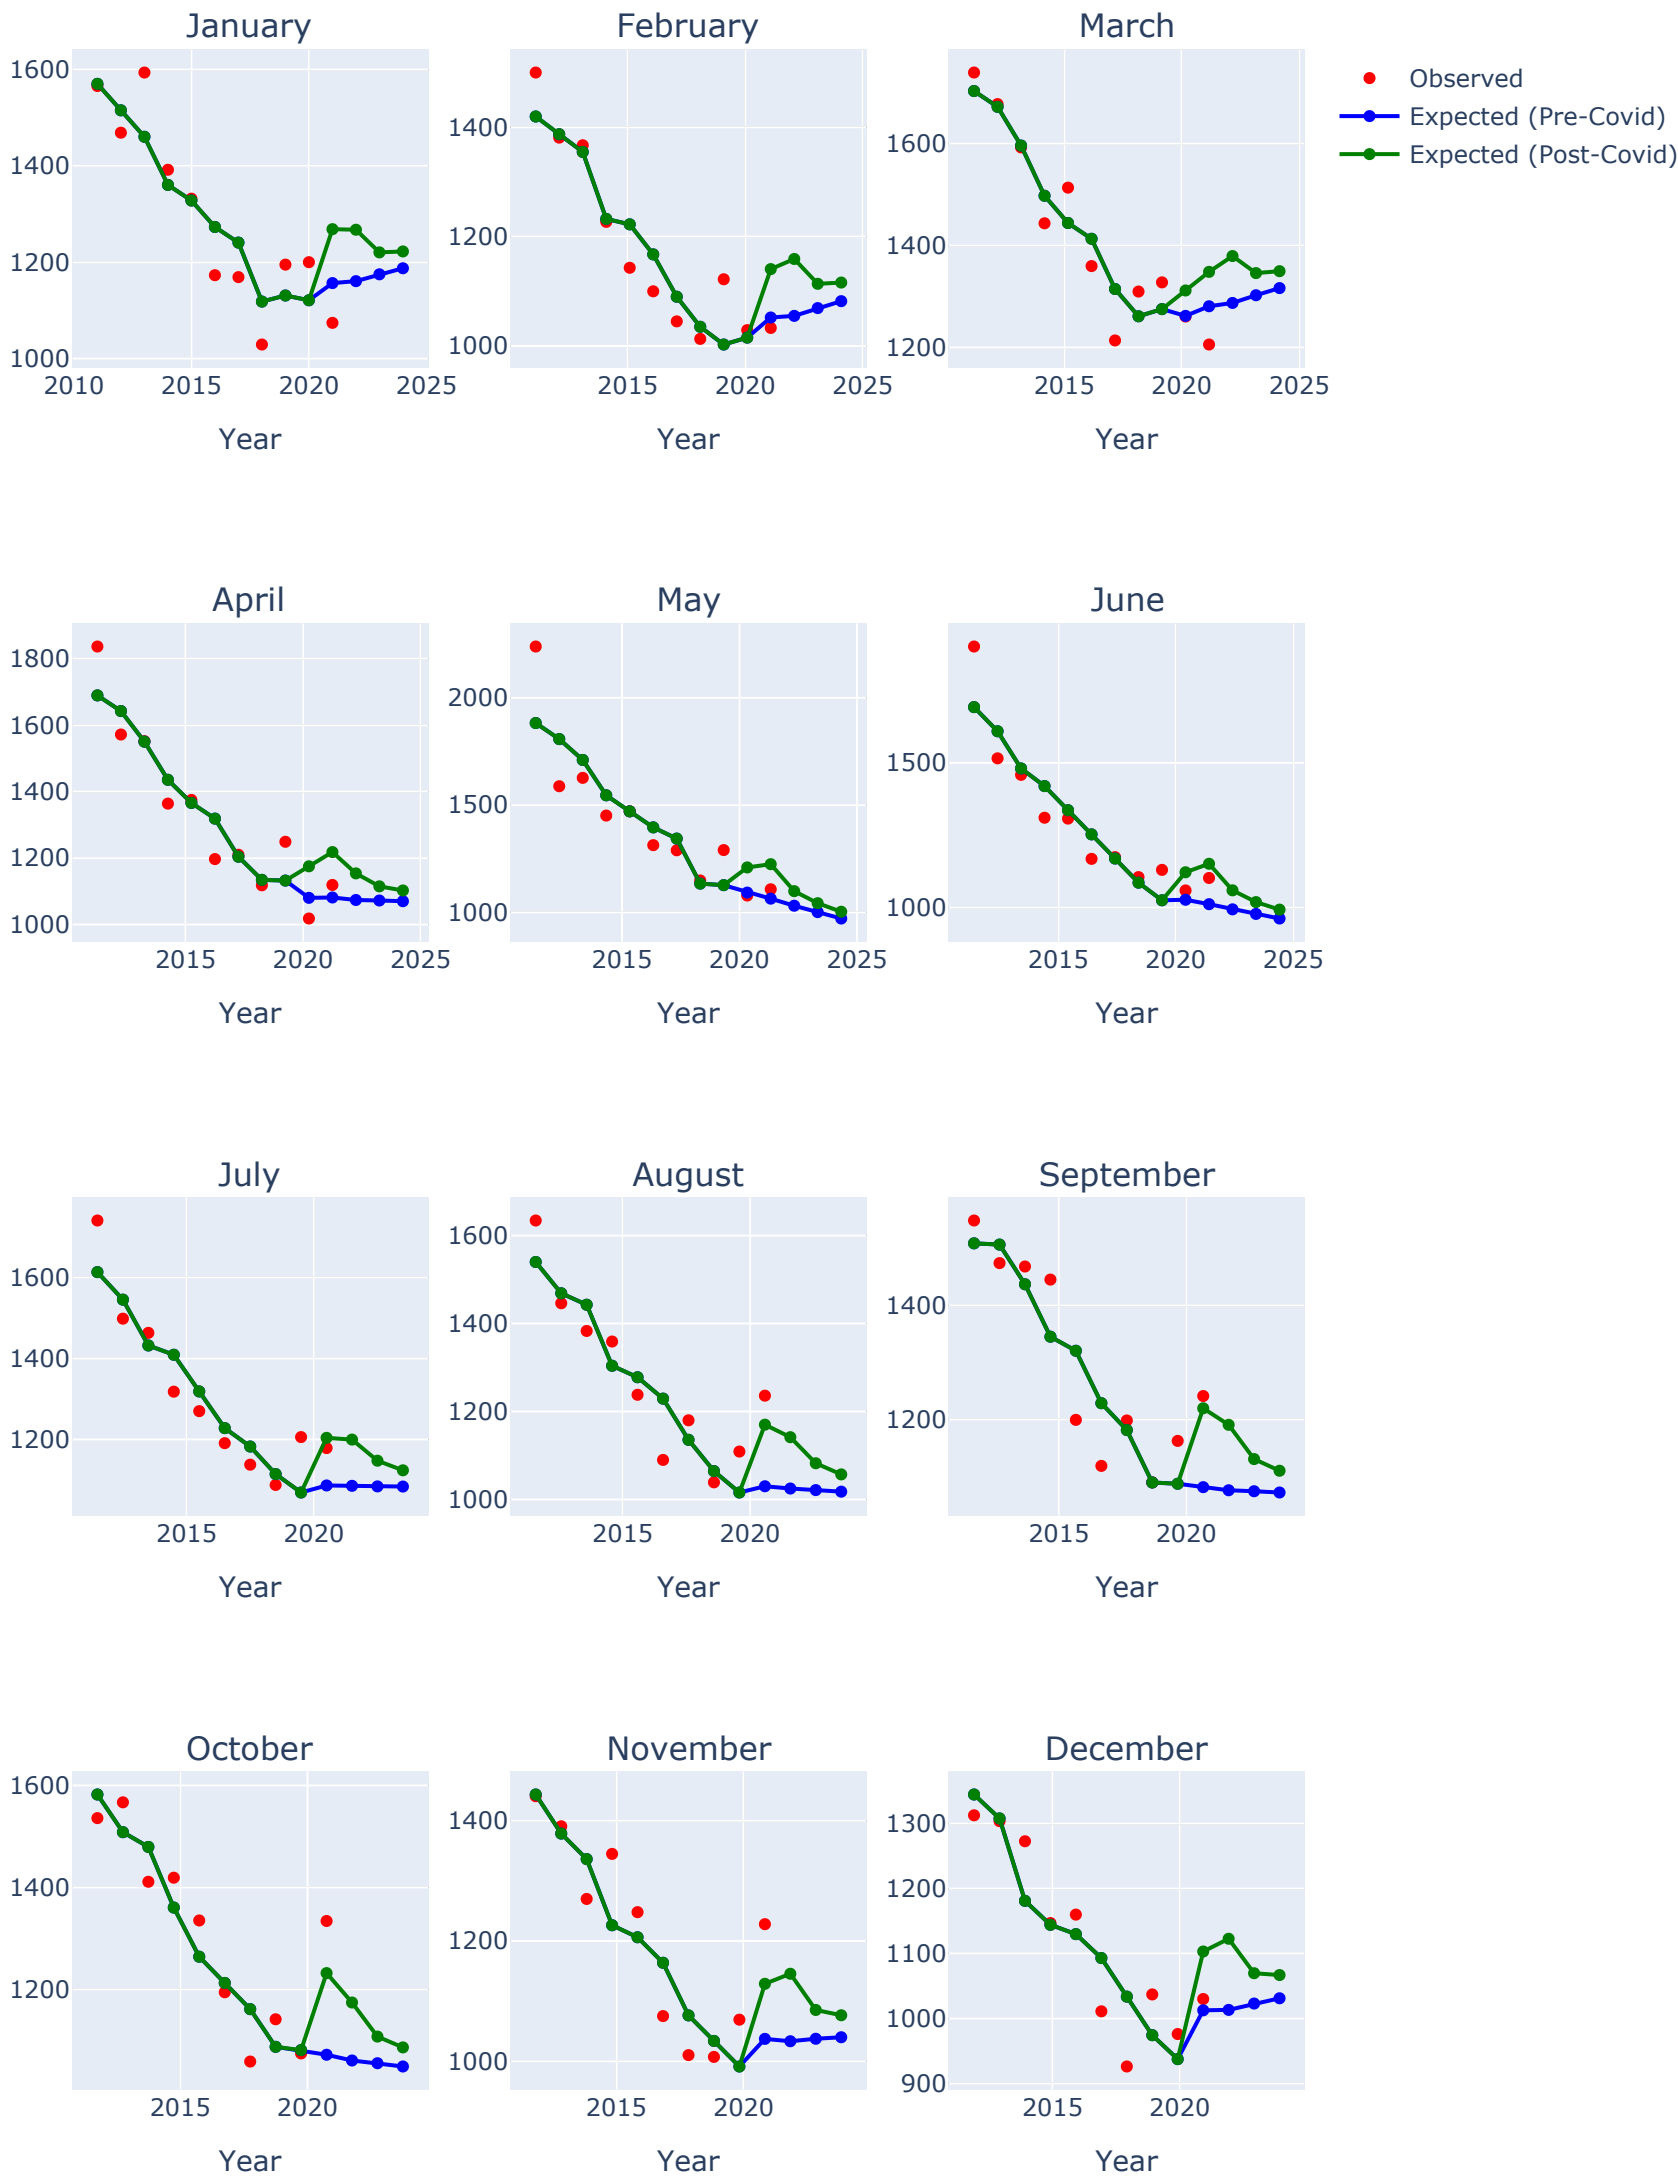 January
February
March
Observed
Expected (Pre-Covid)
Expected (Post-Covid)
1600
1400
1200
1000
2010
2015
2020
2025
Year
1400
1200
1000
2015
2020
2025
Year
1600
1400
1200
2015
2020
2025
Year
April
May
June
1800
1600
1400
1200
1000
2015
2020
2025
Year
2000
1500
1000
2015
2020
2025
Year
1500
1000
2015
2020
2025
Year
July
August
September
1600
1400
1200
2015
2020
Year
1600
1400
1200
1000
2015
2020
Year
1400
1200
2015
2020
Year
October
November
December
1600
1400
1200
2015
2020
Year
1400
1200
1000
2015
2020
Year
1300
1200
1100
1000
900
2015
2020
Year